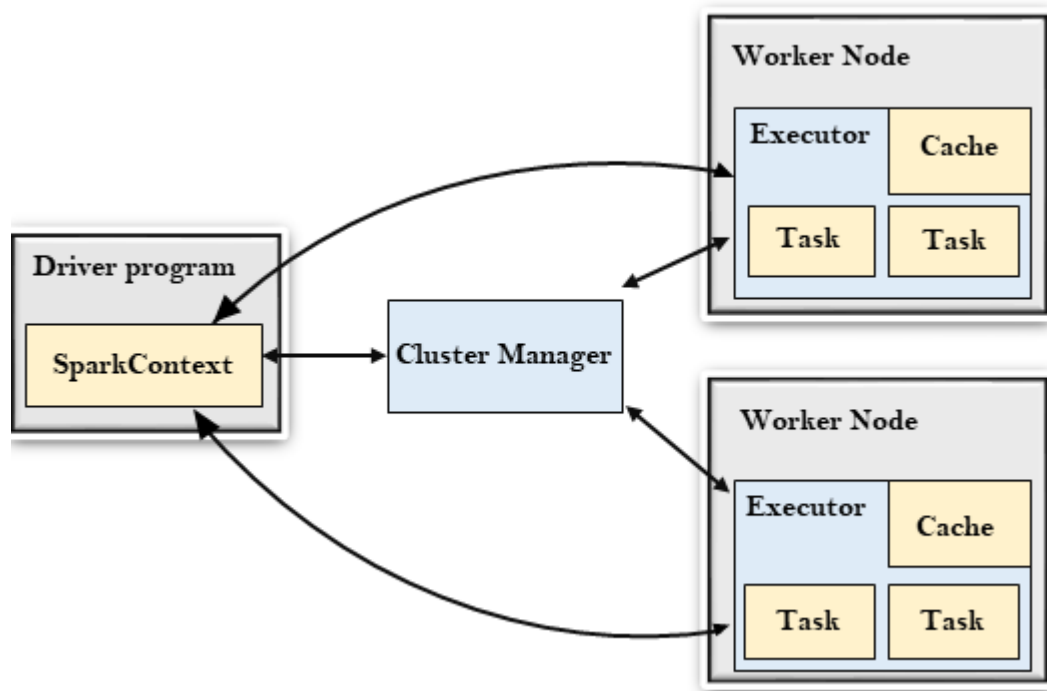 Driver program
SparkContext
Cluster Manager
Worker Node
Executor
Cache
Task
Task
Worker Node
Executor
Cache
Task
Task